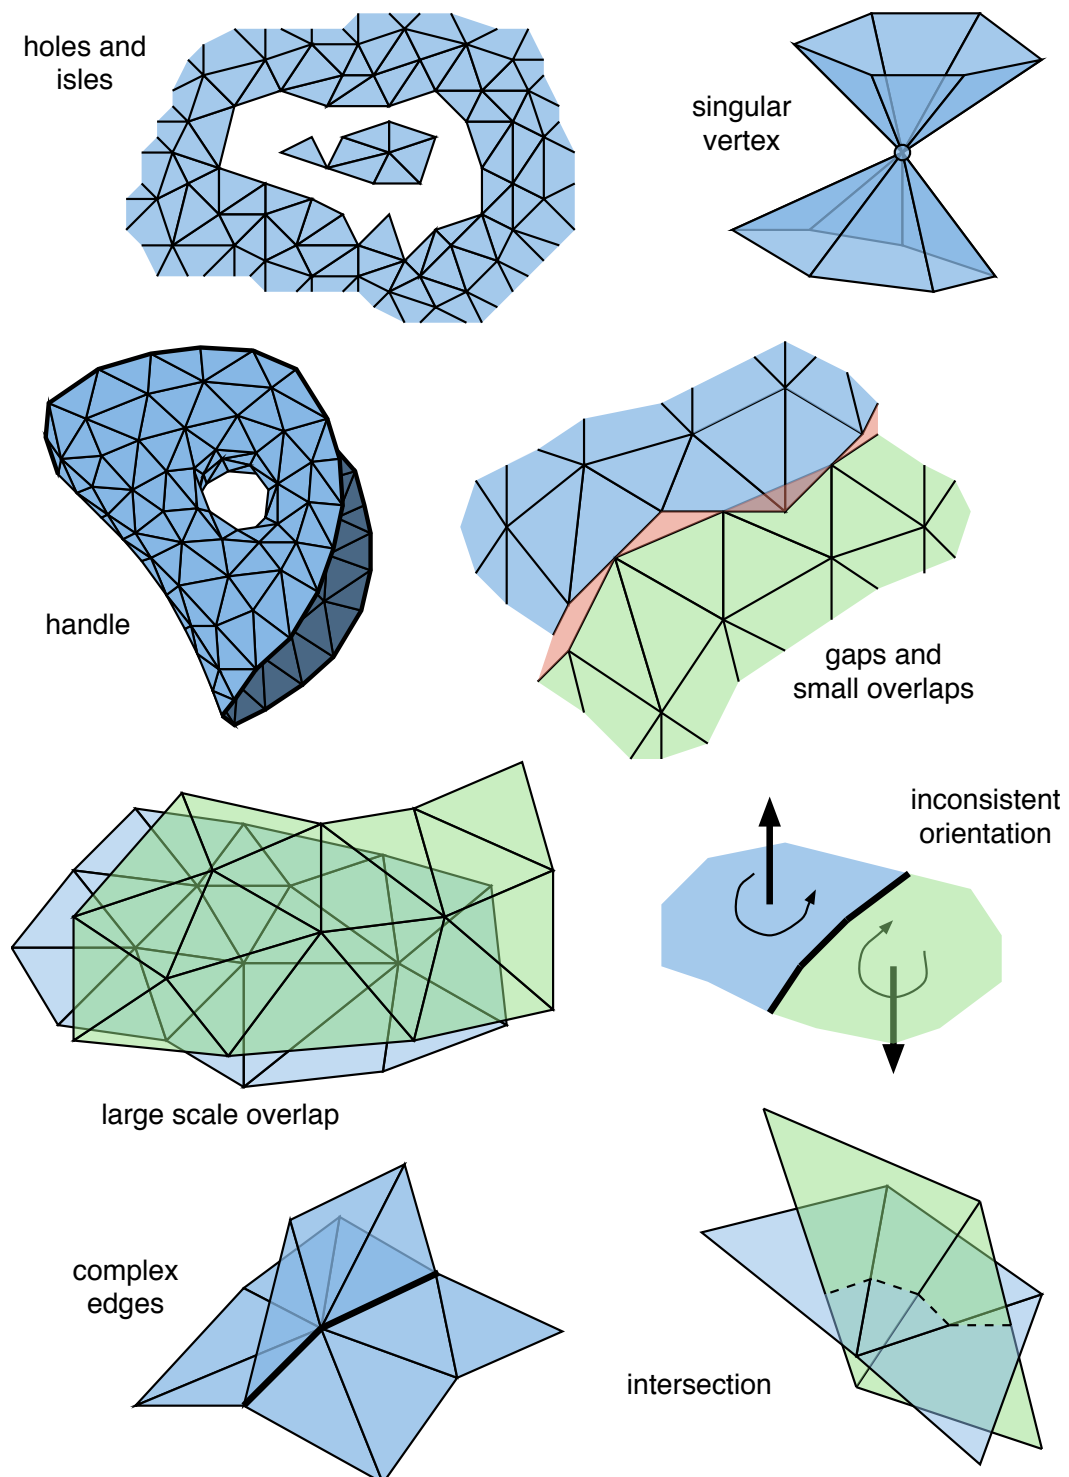 holes and
isles
singular
vertex
handle
gaps and
small overlaps
inconsistent
orientation
large scale overlap
complex
edges
intersection